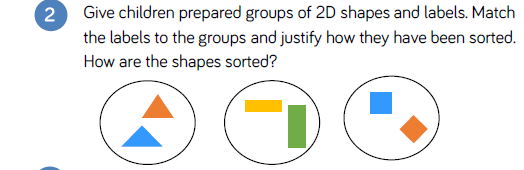 2 Give children prepared groups of 2D shapes and labels. Match
the labels to the groups and justify how they have been sorted.
How are the shapes sorted?